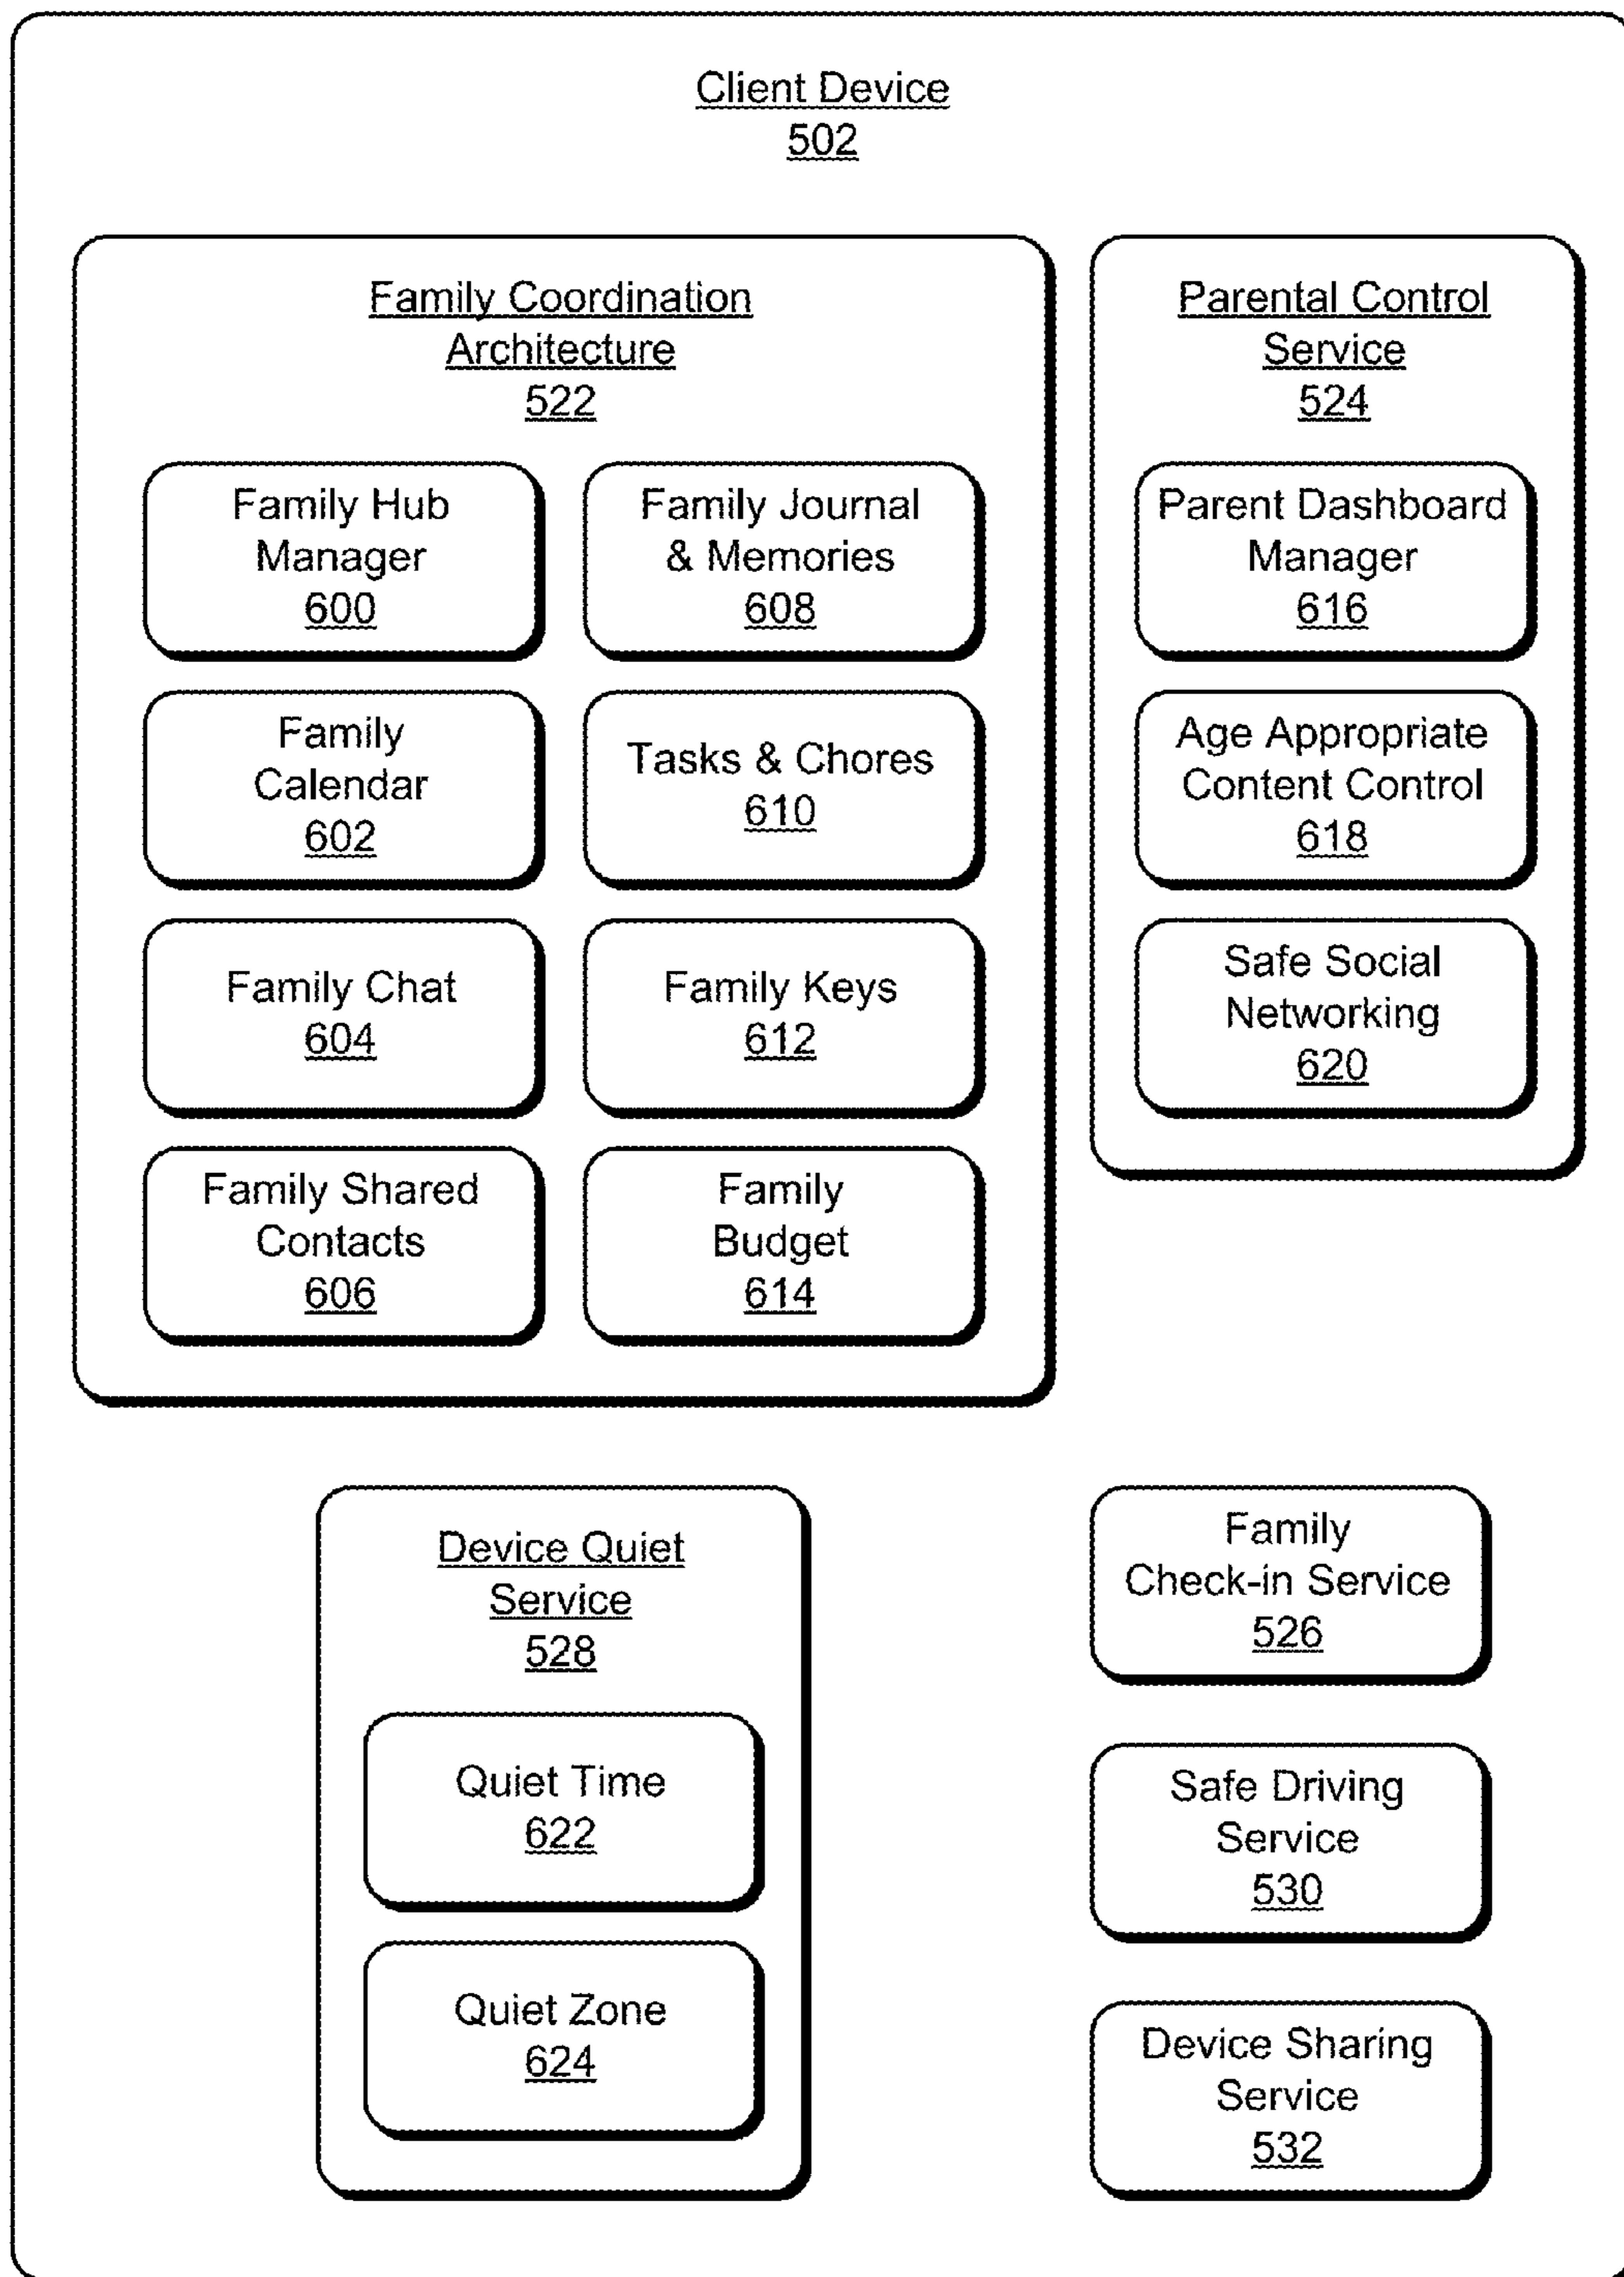 Client Device
502
Family Coordination
Architecture
522
Family Hub
Manager
600
Family Journal
& Memories
608
Family
Calendar
602
Tasks & Chores
610
Family Chat
604
Family Keys
612
Family Shared
Contacts
606
Family
Budget
614
Parental Control
Service
524
Parent Dashboard
Manager
616
Age Appropriate
Content Control
618
Safe Social
Networking
620
Device Quiet
Service
528
Quiet Time
622
Quiet Zone
624
Family
Check-in Service
526
Safe Driving
Service
530
Device Sharing
Service
532